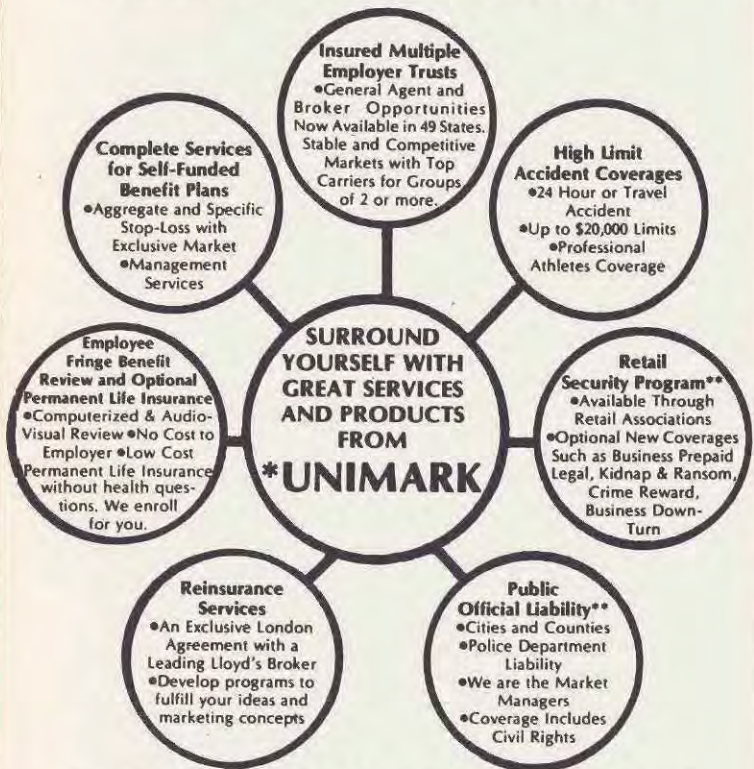 Insured Multiple
Employer Trusts
●General Agent and
Broker Opportunities
Now Available in 49 States.
Stable and Competitive
Markets with Top
Carriers for Groups
of 2 or more.
Complete Services
for Self-Funded
Benefit Plans
●Aggregate and Specific
Stop-Loss with
Exclusive Market
●Management
Services
High Limit
Accident Coverages
●24 Hour or Travel
Accident
●Up to $20,000 Limits
●Professional
Athletes Coverage
Employee
Fringe Benefit
Review and Optional
Permanent Life Insurance
●Computerized & Audio-
Visual Review ●No Cost to
Employer ●Low Cost
Permanent Life Insurance
without health ques-
tions. We enroll
for you.
SURROUND
YOURSELF WITH
GREAT SERVICES
AND PRODUCTS
FROM
*UNIMARK
Retail
Security Program**
●Available Through
Retail Associations
●Optional New Coverages
Such as Business Prepaid
Legal, Kidnap & Ransom,
Crime Reward,
Business Down-
Turn
Reinsurance
Services
●An Exclusive London
Agreement with a
Leading Lloyd's Broker
●Develop programs to
fulfill your ideas and
marketing concepts
Public
Official Liability**
●Cities and Counties
●Police Department
Liability
●We are the Market
Managers
●Coverage Includes
Civil Rights